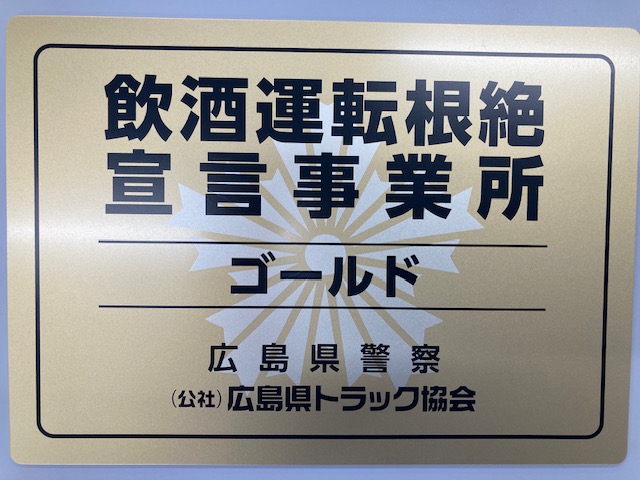 飲酒運転根絶
宣言事業所
ゴールド
広島県警察
（公社）広島県トラック協会